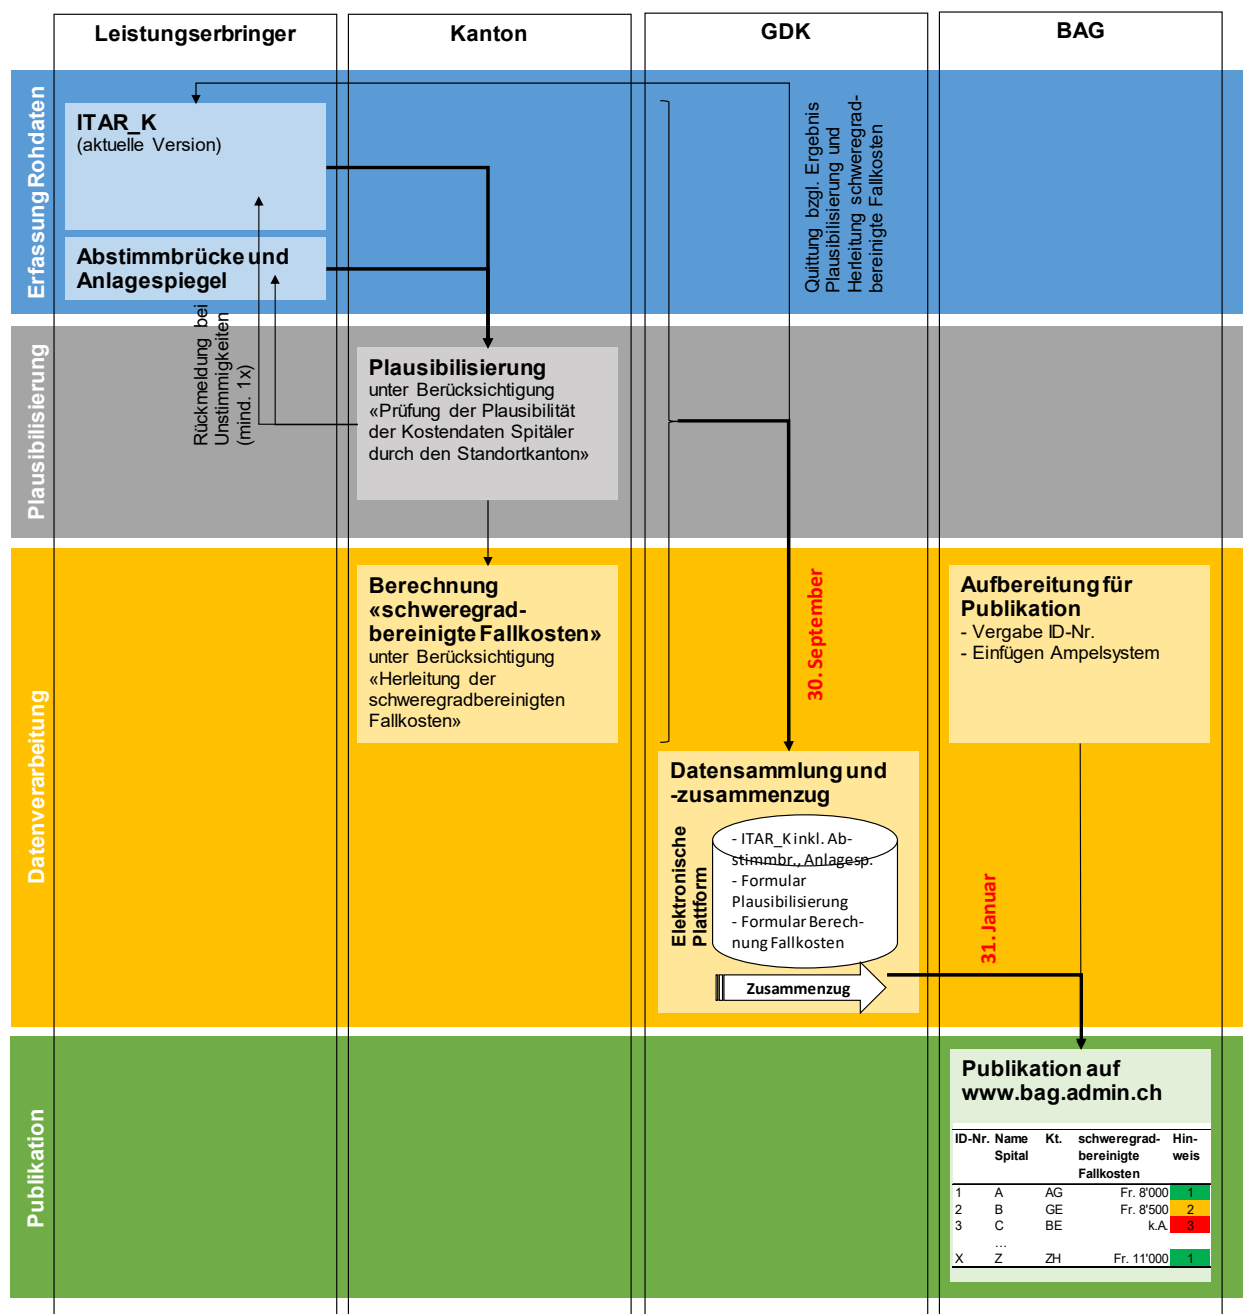 Leistungserbringer
Kanton
GDK
BAG
Erfassung Rohdaten
ITAR_K
(aktuelle Version)
Abstimmbrücke und
Anlagespiegel
Quittung bzgl. Ergebnis
Plausibilisierung und
Herleitung schweregrad-
bereinigte Fallkosten
Plausibilisierung
Rückmeldung bei
Unstimmigkeiten
(mind. 1x)
Plausibilisierung
unter Berücksichtigung
«Prüfung der Plausibilität
der Kostendaten Spitäler
durch den Standortkanton»
Datenverarbeitung
Berechnung
«schweregrad-
bereinigte Fallkosten»
unter Berücksichtigung
«Herleitung der
schweregradbereinigten
Fallkosten»
30. September
Aufbereitung für
Publikation
- Vergabe ID-Nr.
- Einfügen Ampelsystem
Datensammlung und
-zusammenzug
Elektronische
Plattform
- ITAR_K inkl. Ab-
stimmbr., Anlagesp.
- Formular
Plausibilisierung
- Formular Berech-
nung Fallkosten
Zusammenzug
31. Januar
Publikation
Publikation auf
www.bag.admin.ch
ID-Nr. Name Kt. schweregrad- Hin-
Spital bereinigte weis
Fallkosten
1 A AG Fr. 8'000 1
2 B GE Fr. 8'500 2
3 C BE k.A. 3
...
X Z ZH Fr. 11'000 1